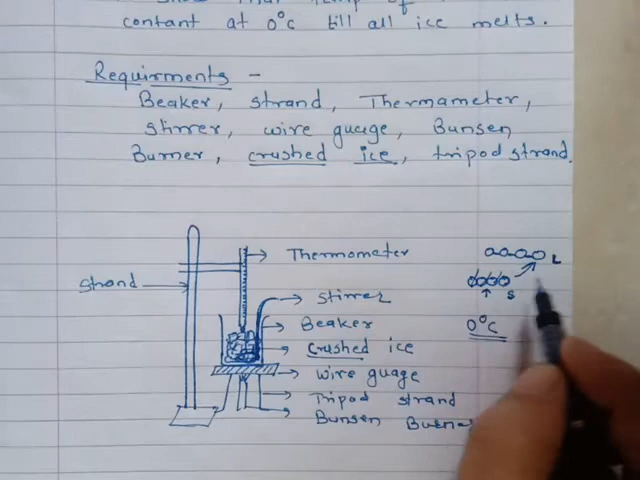 contant at 0°c till all ice melts.
Requirments -
Beaker, strand, Thermameter,
stirrer, wire guage, Bunsen
Burner, crushed ice, tripod strand.
Thermometer
L
strand
S
stirrer
Beaker
0°C
crushed ice
wire guage
Tripod strand
Bunsen Burner